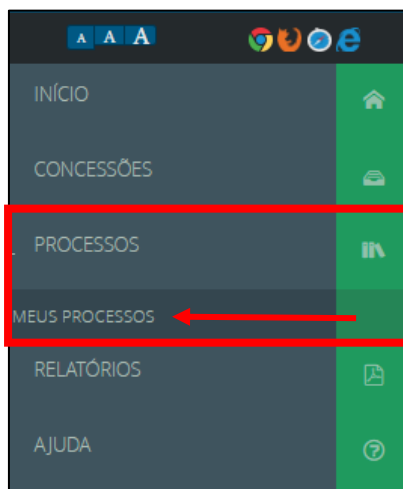 A A A
INÍCIO
CONCESSÕES
PROCESSOS
MEUS PROCESSOS
RELATÓRIOS
AJUDA